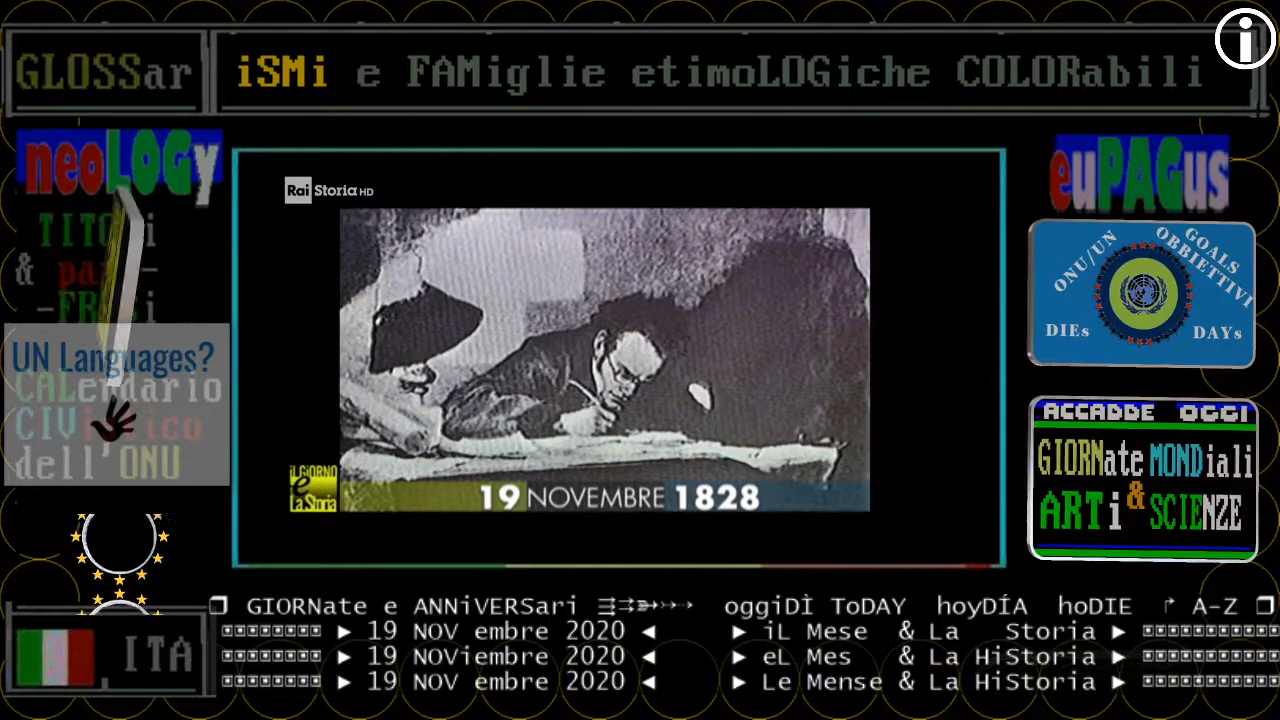 GLOSSar
iSMi e FAMiglie etimoLOGiche COLORabili
neoLOGy
euPAGus
Rai Storia HD
UN Languages?
CALendario
CIVistico
dell'ONU
ONU/UN
GOALS
OBBIETTIVI
DIEs
DAYs
iL GiORNO
e
La Storia
19 NOVEMBRE 1828
ACCADDE OGGI
GIORNate MONDiali
ARTi & SCIENZE
GIORNate e ANNiVERSari oggiDÌ ToDAY hoyDÍA hoDIE A-Z
19 NOV embre 2020 iL Mese & La Storia
19 NOViembre 2020 eL Mes & La HiStoria
19 NOV embre 2020 Le Mense & La HiStoria
ITA